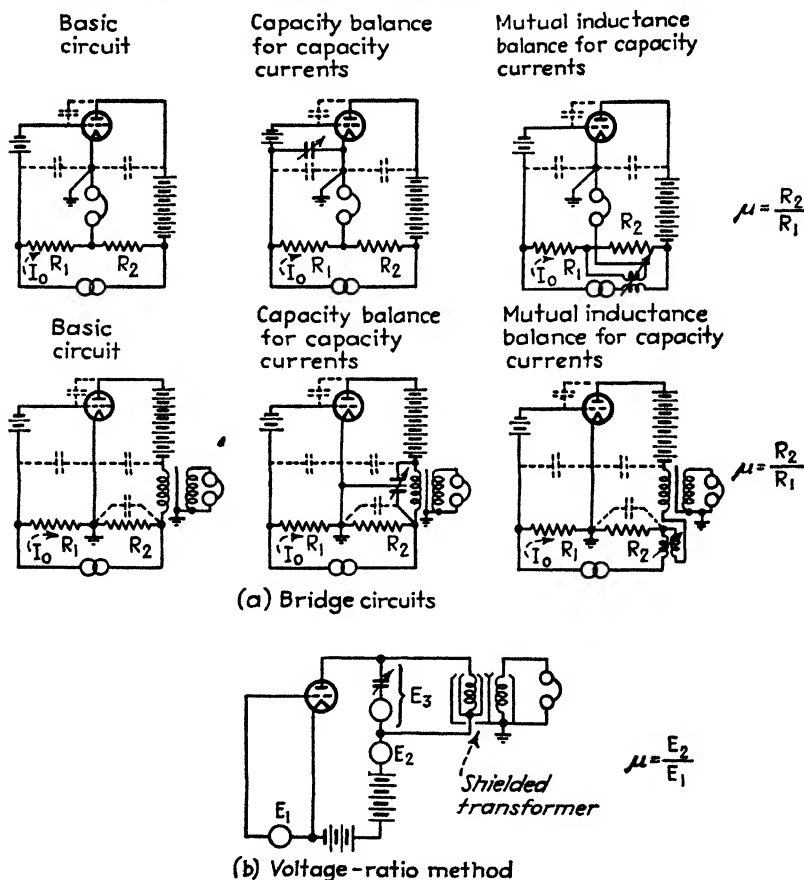 Basic
circuit
Capacity balance
for capacity
currents
Mutual inductance
balance for capacity
currents
I₀ R₁ R₂
I₀ R₁ R₂
I₀ R₁ R₂
μ = R₂/R₁
Basic
circuit
Capacity balance
for capacity
currents
Mutual inductance
balance for capacity
currents
I₀ R₁ R₂
I₀ R₁ R₂
I₀ R₁ R₂
μ = R₂/R₁
(a) Bridge circuits
E₃
E₂
E₁
Shielded
transformer
μ = E₂/E₁
(b) Voltage-ratio method